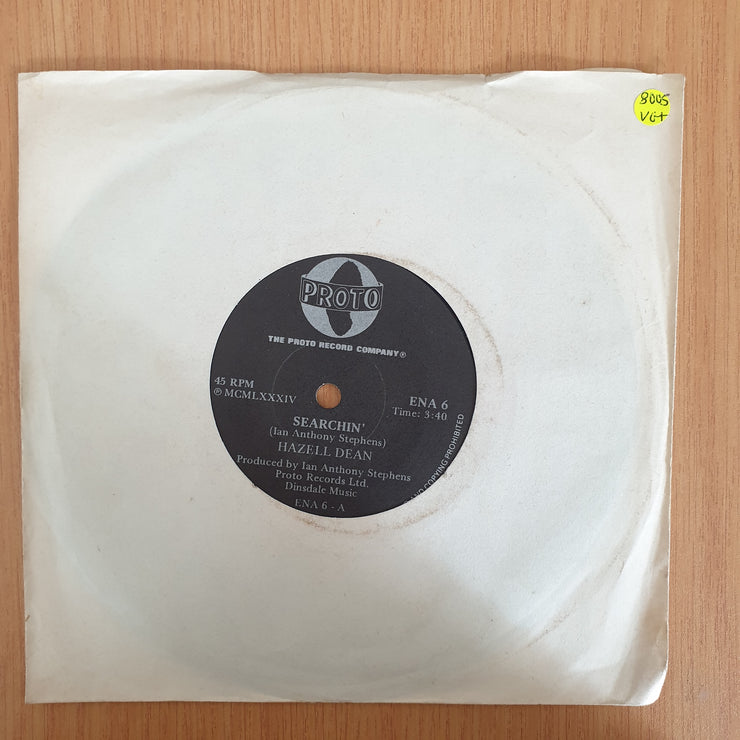 8005
VG+
PROTO
THE PROTO RECORD COMPANY®
45 RPM
℗ MCMLXXXIV
ENA 6
Time: 3:40
SEARCHIN'
(Ian Anthony Stephens)
HAZELL DEAN
Produced by Ian Anthony Stephens
Proto Records Ltd.
Dinsdale Music
ENA 6 - A
COPYING PROHIBITED